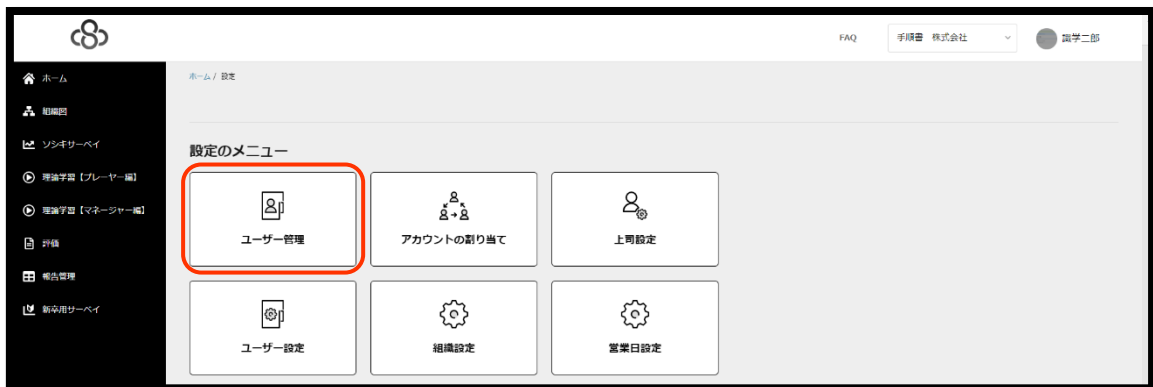 FAQ
手順書 株式会社
識学二郎
ホーム
組織図
ソシキサーベイ
理論学習【プレーヤー編】
理論学習【マネージャー編】
評価
報告管理
新卒用サーベイ
ホーム / 設定
設定のメニュー
ユーザー管理
アカウントの割り当て
上司設定
ユーザー設定
組織設定
営業日設定